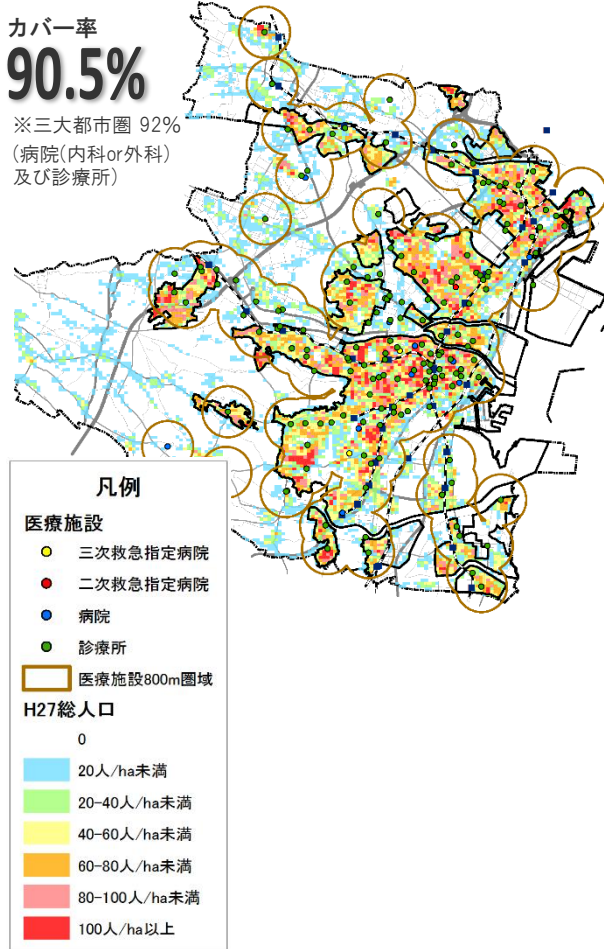 カバー率
90.5%
※三大都市圏 92%
(病院(内科or外科)
及び診療所)
凡例
医療施設
三次救急指定病院
二次救急指定病院
病院
診療所
医療施設800m圏域
H27総人口
0
20人/ha未満
20-40人/ha未満
40-60人/ha未満
60-80人/ha未満
80-100人/ha未満
100人/ha以上